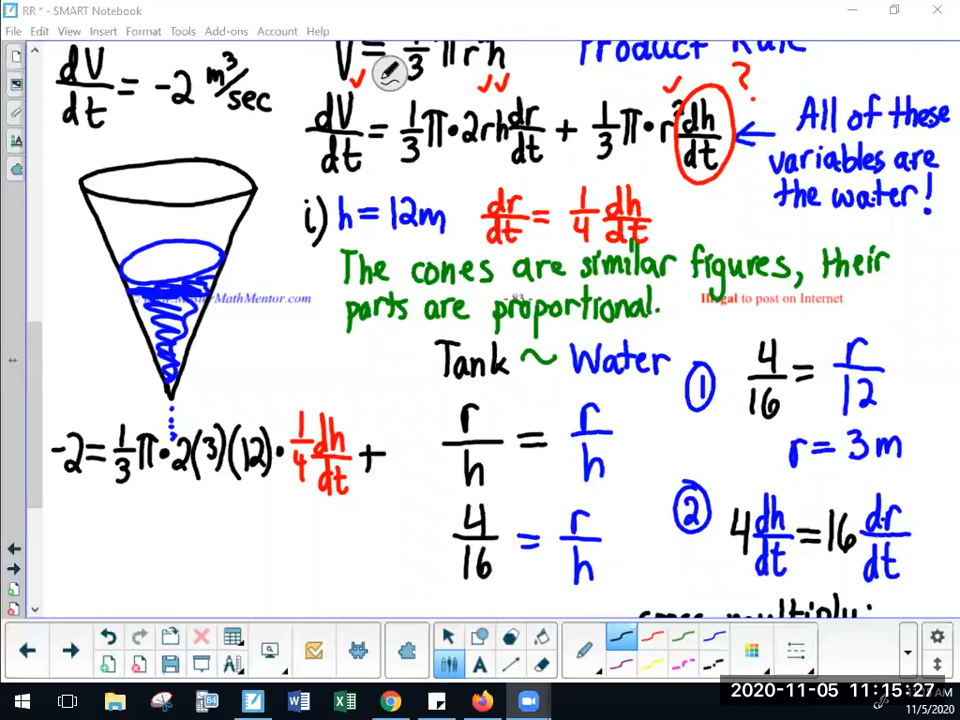 RR * - SMART Notebook
File Edit View Insert Format Tools Add-ons Account Help
dV/dt = -2 m³/sec
V = 1/3 πr²h
Product Rule
?
dV/dt = 1/3 π · 2rh dr/dt + 1/3 π · r² dh/dt
All of these
variables are
the water!
i) h = 12m dr/dt = 1/4 dh/dt
The cones are similar figures, their
MasterMathMentor.com - 83 - Illegal to post on Internet
parts are proportional.
Tank ~ Water
r/h = r/h
4/16 = r/h
① 4/16 = r/12
r = 3m
② 4 dh/dt = 16 dr/dt
cross multiply:
-2 = 1/3 π · 2(3)(12) · 1/4 dh/dt +
2020-11-05 11:15:27
11/5/2020